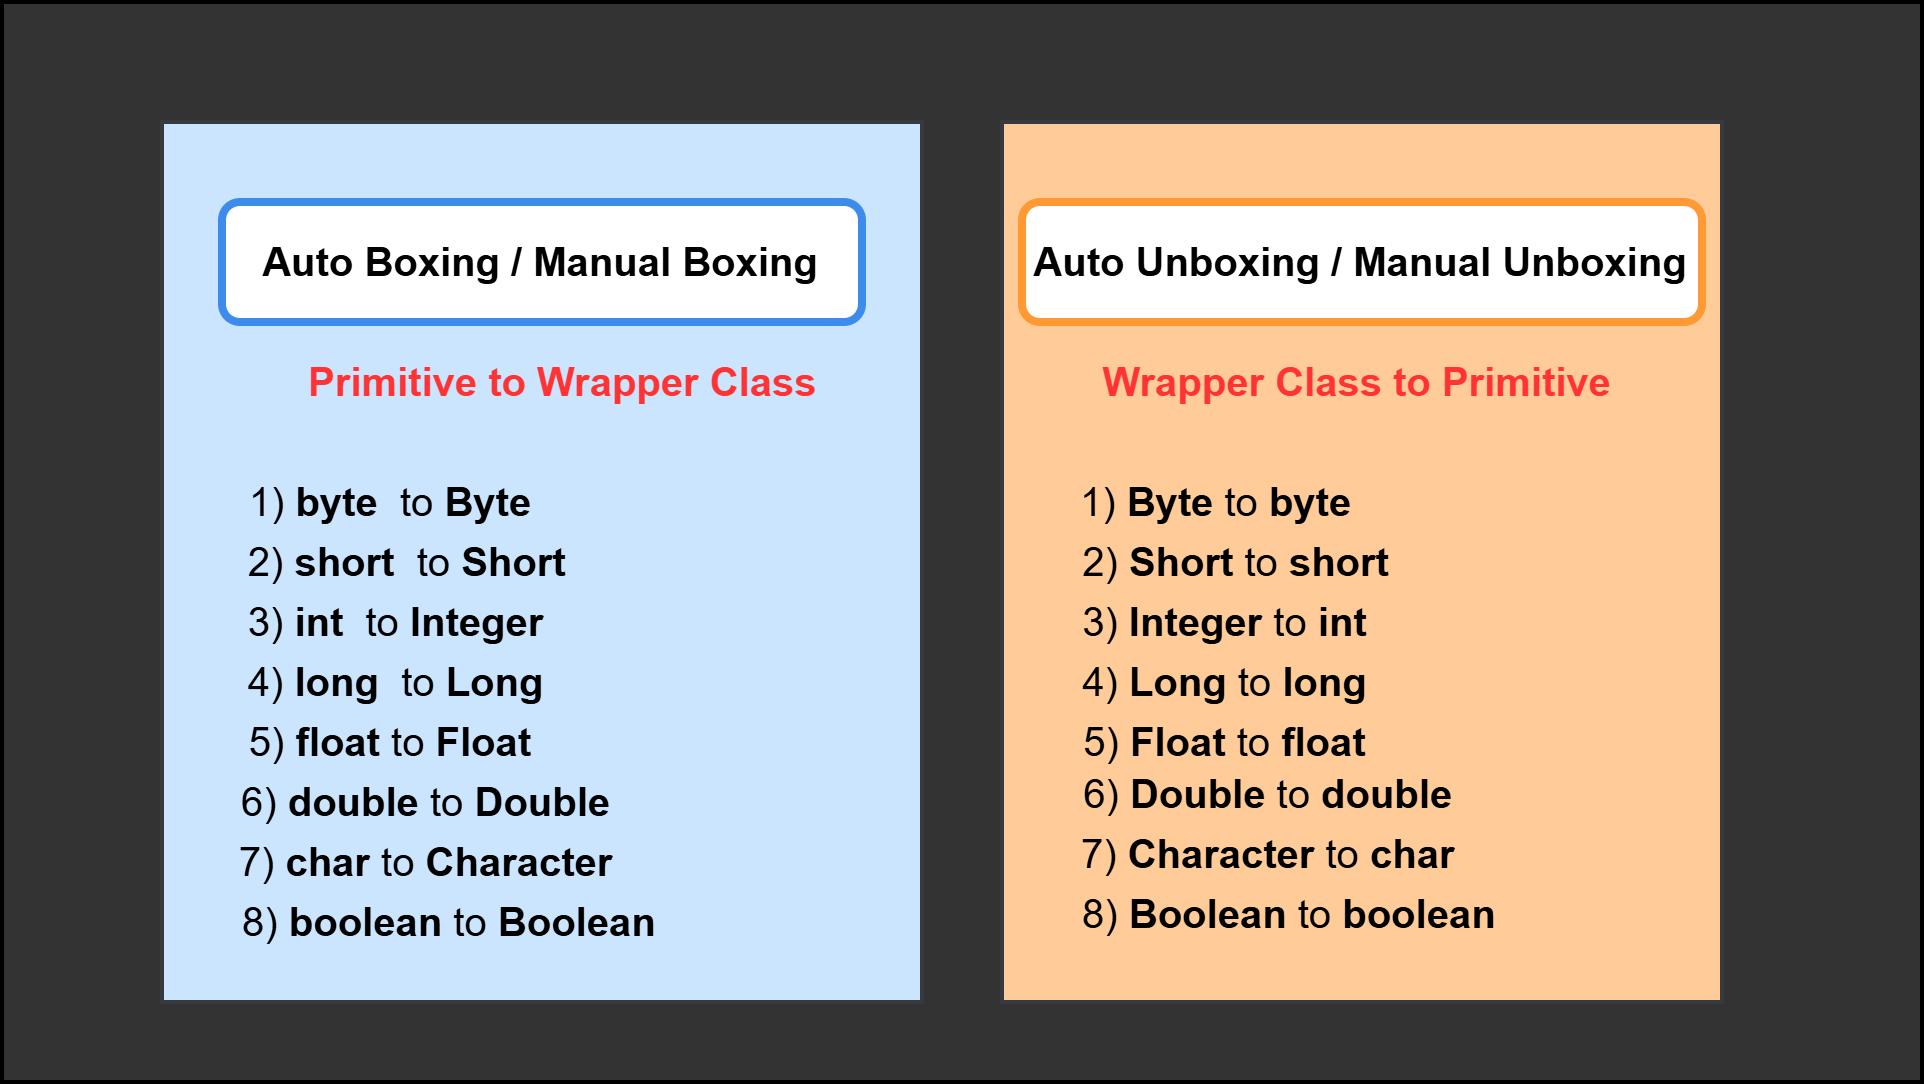 Auto Boxing / Manual Boxing
Primitive to Wrapper Class
1) byte  to Byte
2) short  to Short
3) int  to Integer
4) long  to Long
5) float to Float
6) double to Double
7) char to Character
8) boolean to Boolean
Auto Unboxing / Manual Unboxing
Wrapper Class to Primitive
1) Byte to byte
2) Short to short
3) Integer to int
4) Long to long
5) Float to float
6) Double to double
7) Character to char
8) Boolean to boolean